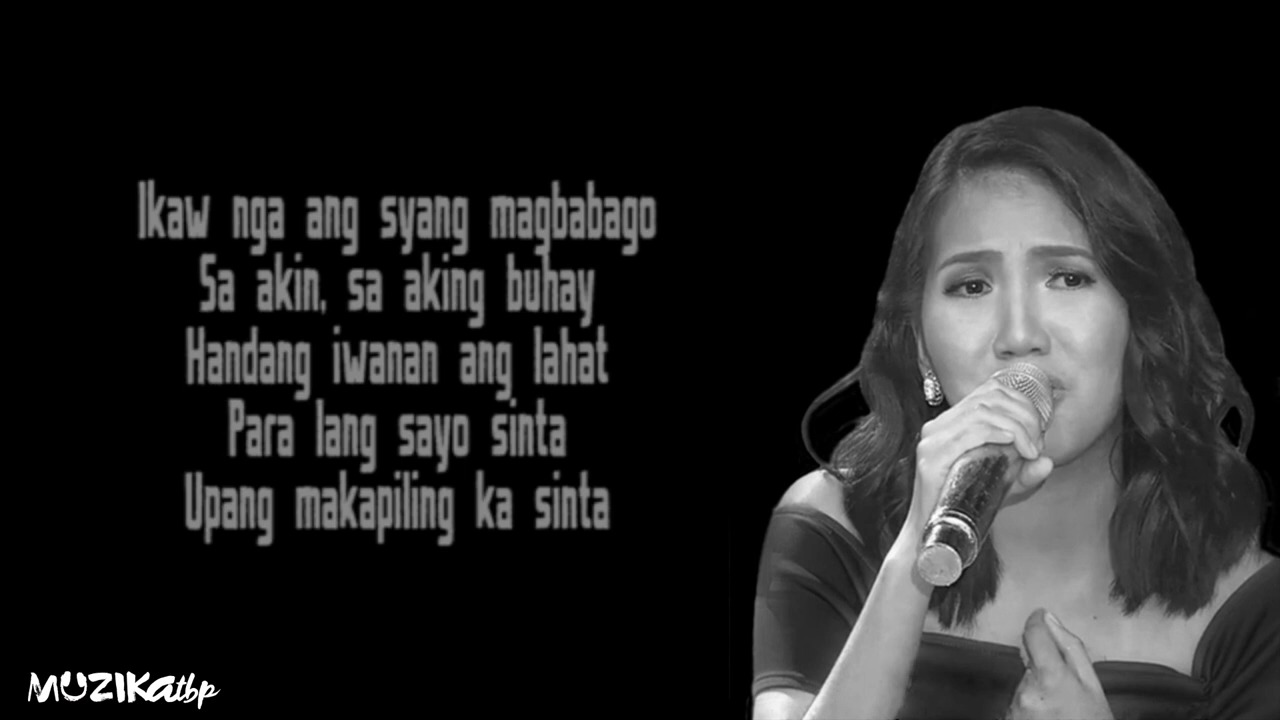 Ikaw nga ang syang magbabago
Sa akin, sa aking buhay
Handang iwanan ang lahat
Para lang sayo sinta
Upang makapiling ka sinta
MUZIKAtbp